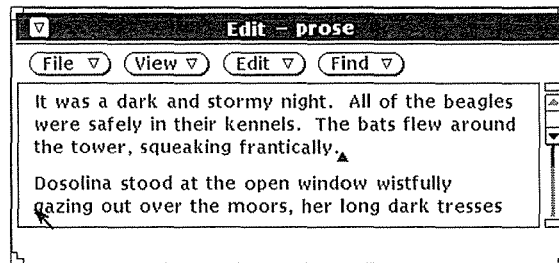 Edit – prose
File View Edit Find
It was a dark and stormy night.  All of the beagles
were safely in their kennels.  The bats flew around
the tower, squeaking frantically.
Dosolina stood at the open window wistfully
gazing out over the moors, her long dark tresses